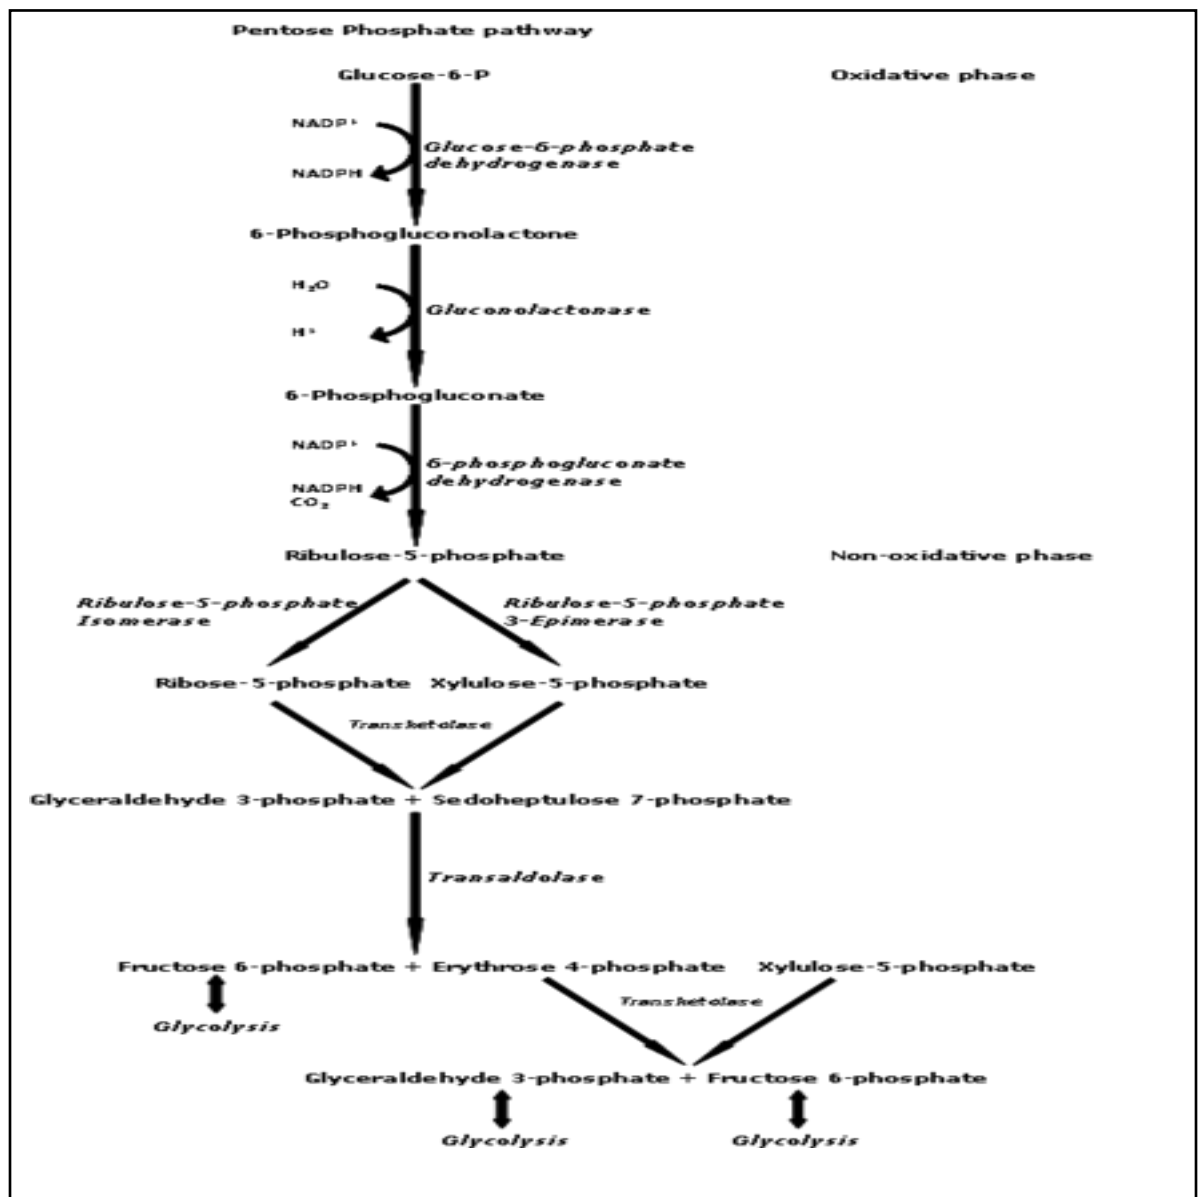 Pentose Phosphate pathway
Glucose-6-P
Oxidative phase
NADP+
Glucose-6-phosphate
dehydrogenase
NADPH
6-Phosphogluconolactone
H₂O
Gluconolactonase
H+
6-Phosphogluconate
NADP+
6-phosphogluconate
dehydrogenase
NADPH
CO₂
Ribulose-5-phosphate
Non-oxidative phase
Ribulose-5-phosphate
Isomerase
Ribulose-5-phosphate
3-Epimerase
Ribose-5-phosphate
Xylulose-5-phosphate
Transketolase
Glyceraldehyde 3-phosphate + Sedoheptulose 7-phosphate
Transaldolase
Fructose 6-phosphate + Erythrose 4-phosphate
Xylulose-5-phosphate
Transketolase
Glycolysis
Glyceraldehyde 3-phosphate + Fructose 6-phosphate
Glycolysis
Glycolysis